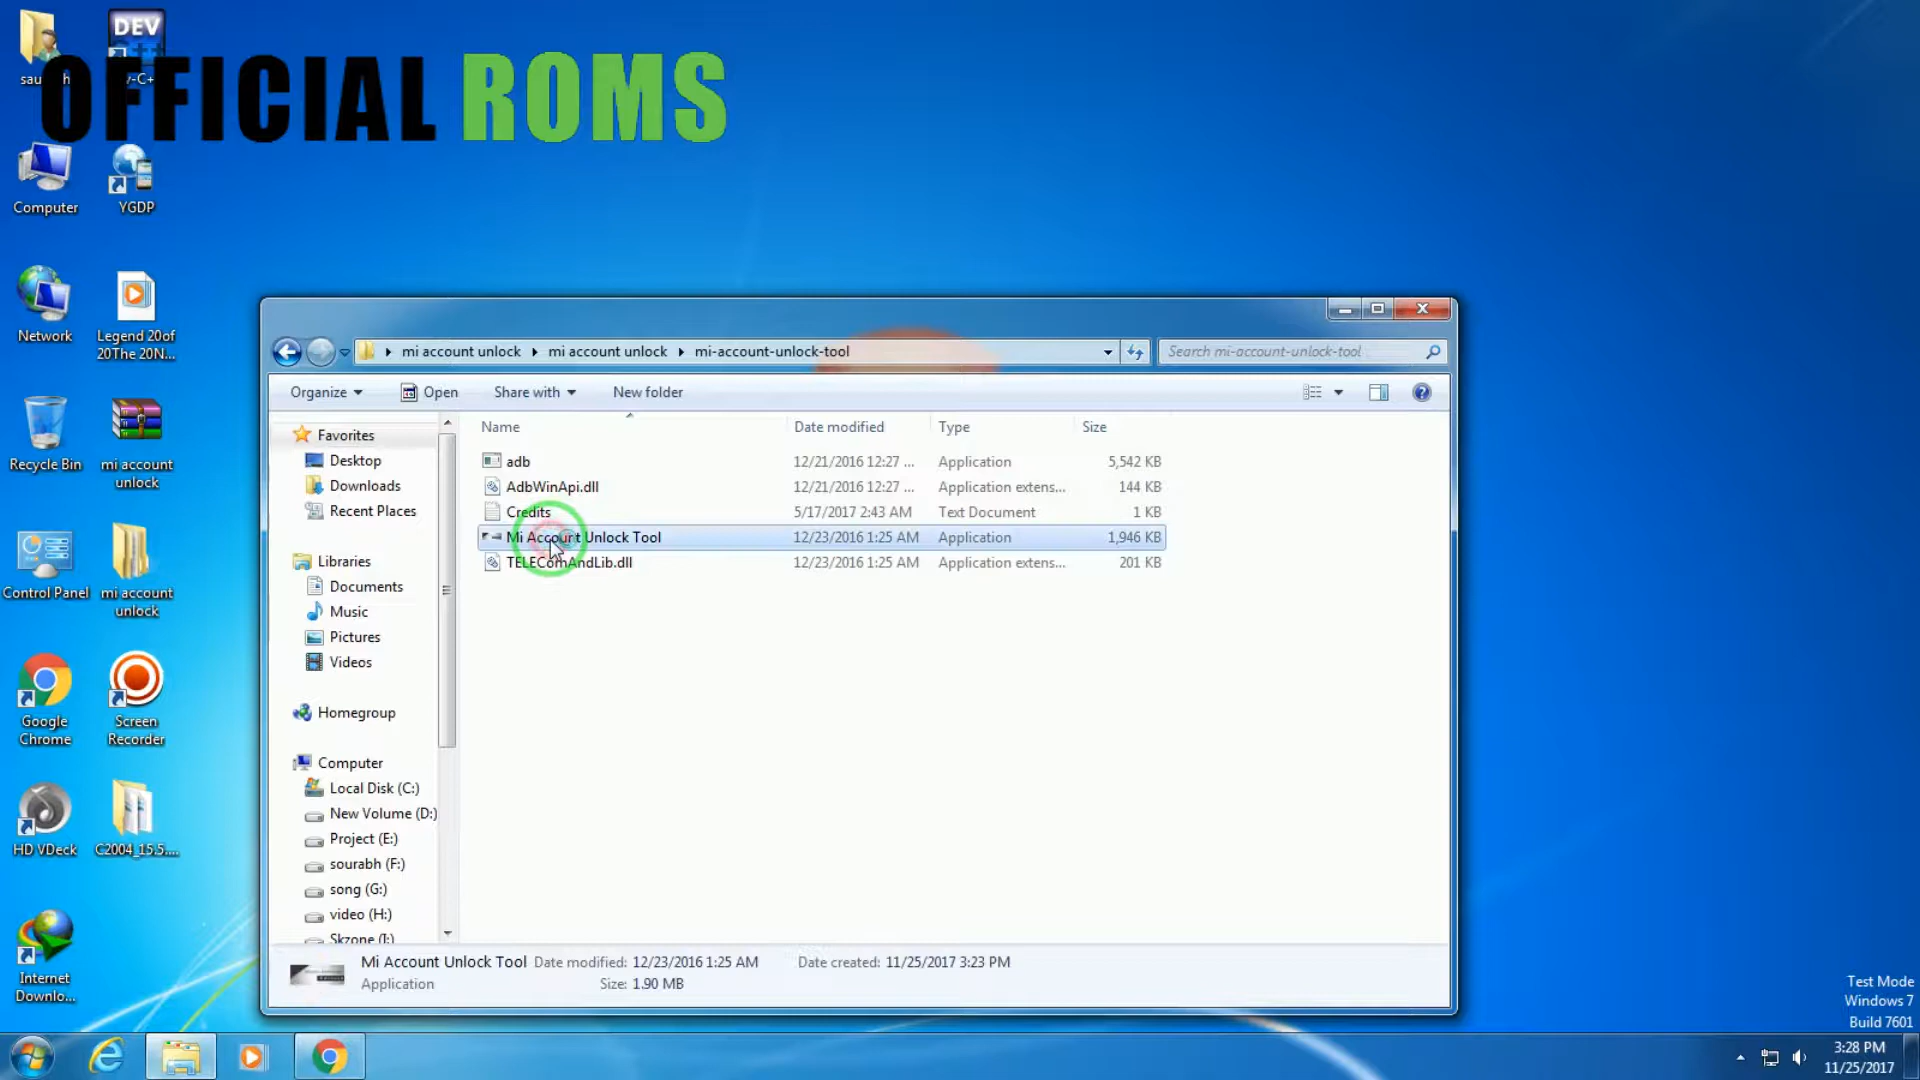 OFFICIAL ROMS
DEV
Computer
YGDP
Network
Legend 20of
20The 20N...
Recycle Bin
mi account
unlock
Control Panel
mi account
unlock
Google
Chrome
Screen
Recorder
HD VDeck
C2004_15.5....
Internet
Downlo...
mi account unlock
mi account unlock
mi-account-unlock-tool
Search mi-account-unlock-tool
Organize
Open
Share with
New folder
Favorites
Desktop
Downloads
Recent Places
Libraries
Documents
Music
Pictures
Videos
Homegroup
Computer
Local Disk (C:)
New Volume (D:)
Project (E:)
sourabh (F:)
song (G:)
video (H:)
Skzone (I:)
Name Date modified Type Size
adb 12/21/2016 12:27 ... Application 5,542 KB
AdbWinApi.dll 12/21/2016 12:27 ... Application extens... 144 KB
Credits 5/17/2017 2:43 AM Text Document 1 KB
Mi Account Unlock Tool 12/23/2016 1:25 AM Application 1,946 KB
TELEComAndLib.dll 12/23/2016 1:25 AM Application extens... 201 KB
Mi Account Unlock Tool Date modified: 12/23/2016 1:25 AM Date created: 11/25/2017 3:23 PM
Application Size: 1.90 MB
Test Mode
Windows 7
Build 7601
3:28 PM
11/25/2017